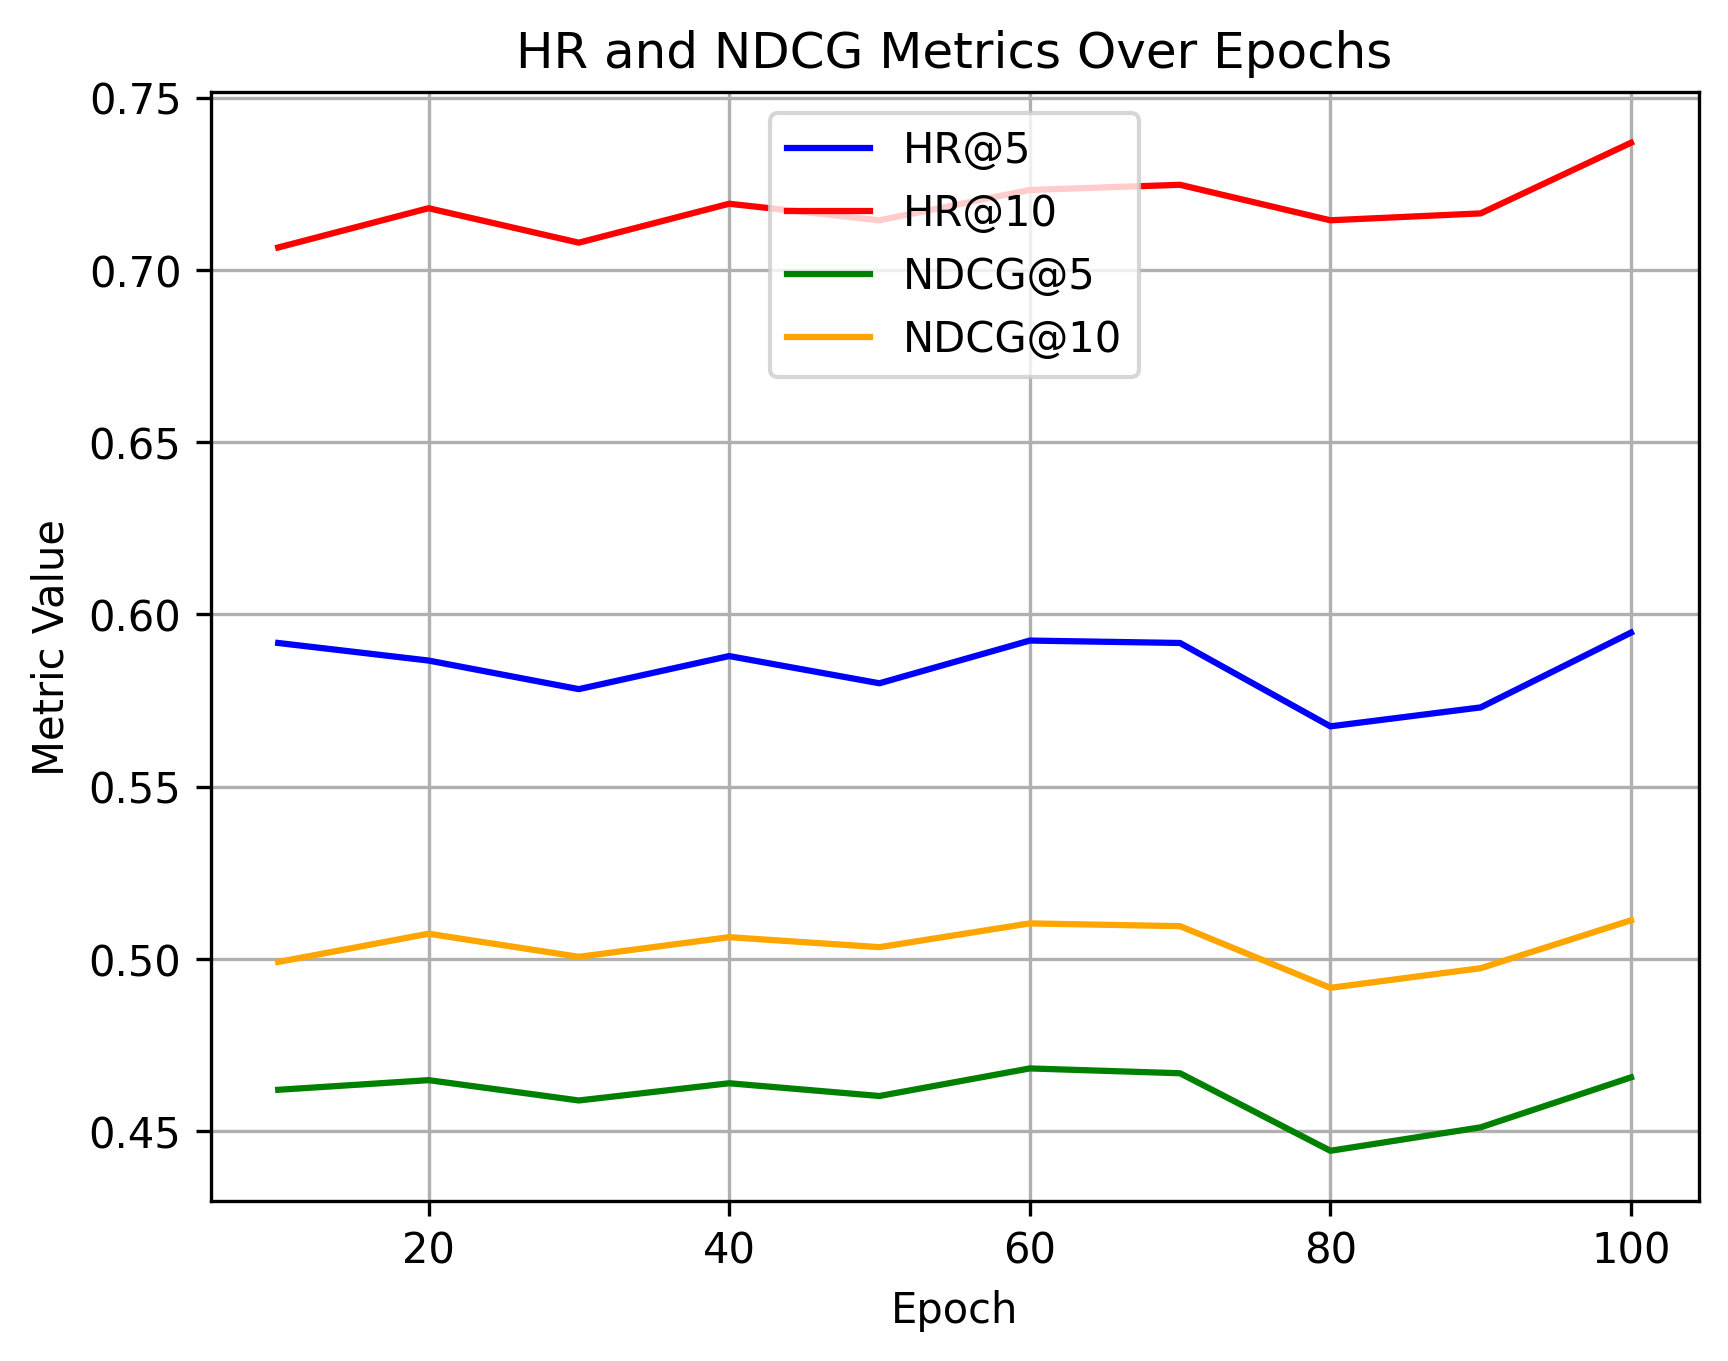 HR and NDCG Metrics Over Epochs
0.75
0.70
0.65
0.60
0.55
0.50
0.45
Metric Value
HR@5
HR@10
NDCG@5
NDCG@10
20 40 60 80 100
Epoch